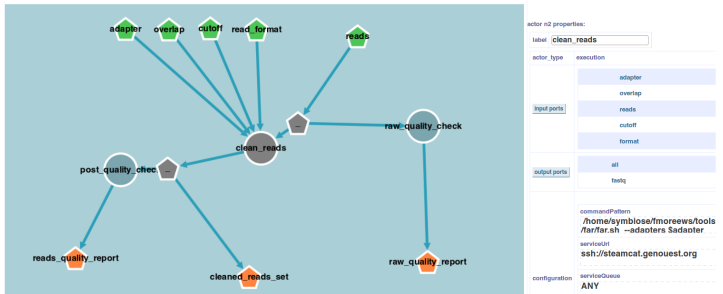 adapter
overlap
cutoff
read_format
reads
...
raw_quality_check
clean_reads
post_quality_chec
...
reads_quality_report
cleaned_reads_set
raw_quality_report
actor n2 properties:
label clean_reads
actor_type execution
input ports
adapter
overlap
reads
cutoff
format
output ports
all
fastq
configuration
commandPattern
/home/symbiose/fmoreews/tools
/far/far.sh --adapters $adapter
serviceUrl
ssh://steamcat.genouest.org
serviceQueue
ANY